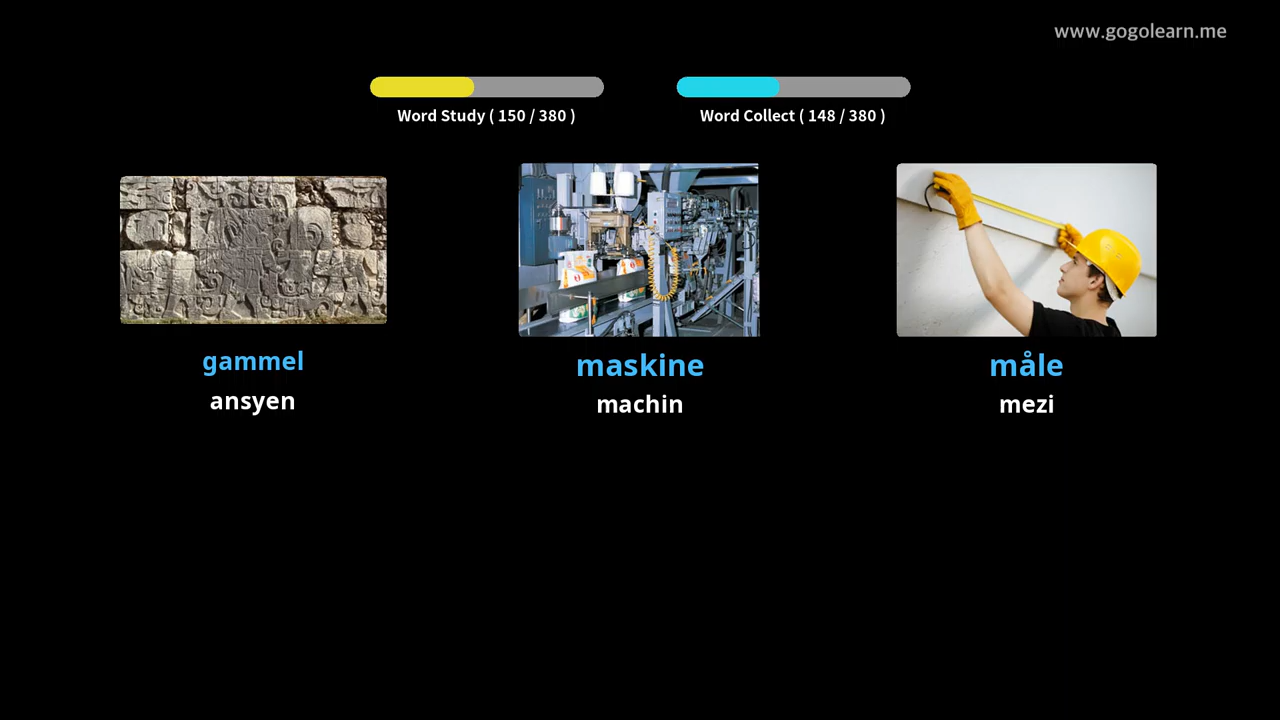 www.gogolearn.me
Word Study ( 150 / 380 )
Word Collect ( 148 / 380 )
gammel
ansyen
maskine
machin
måle
mezi